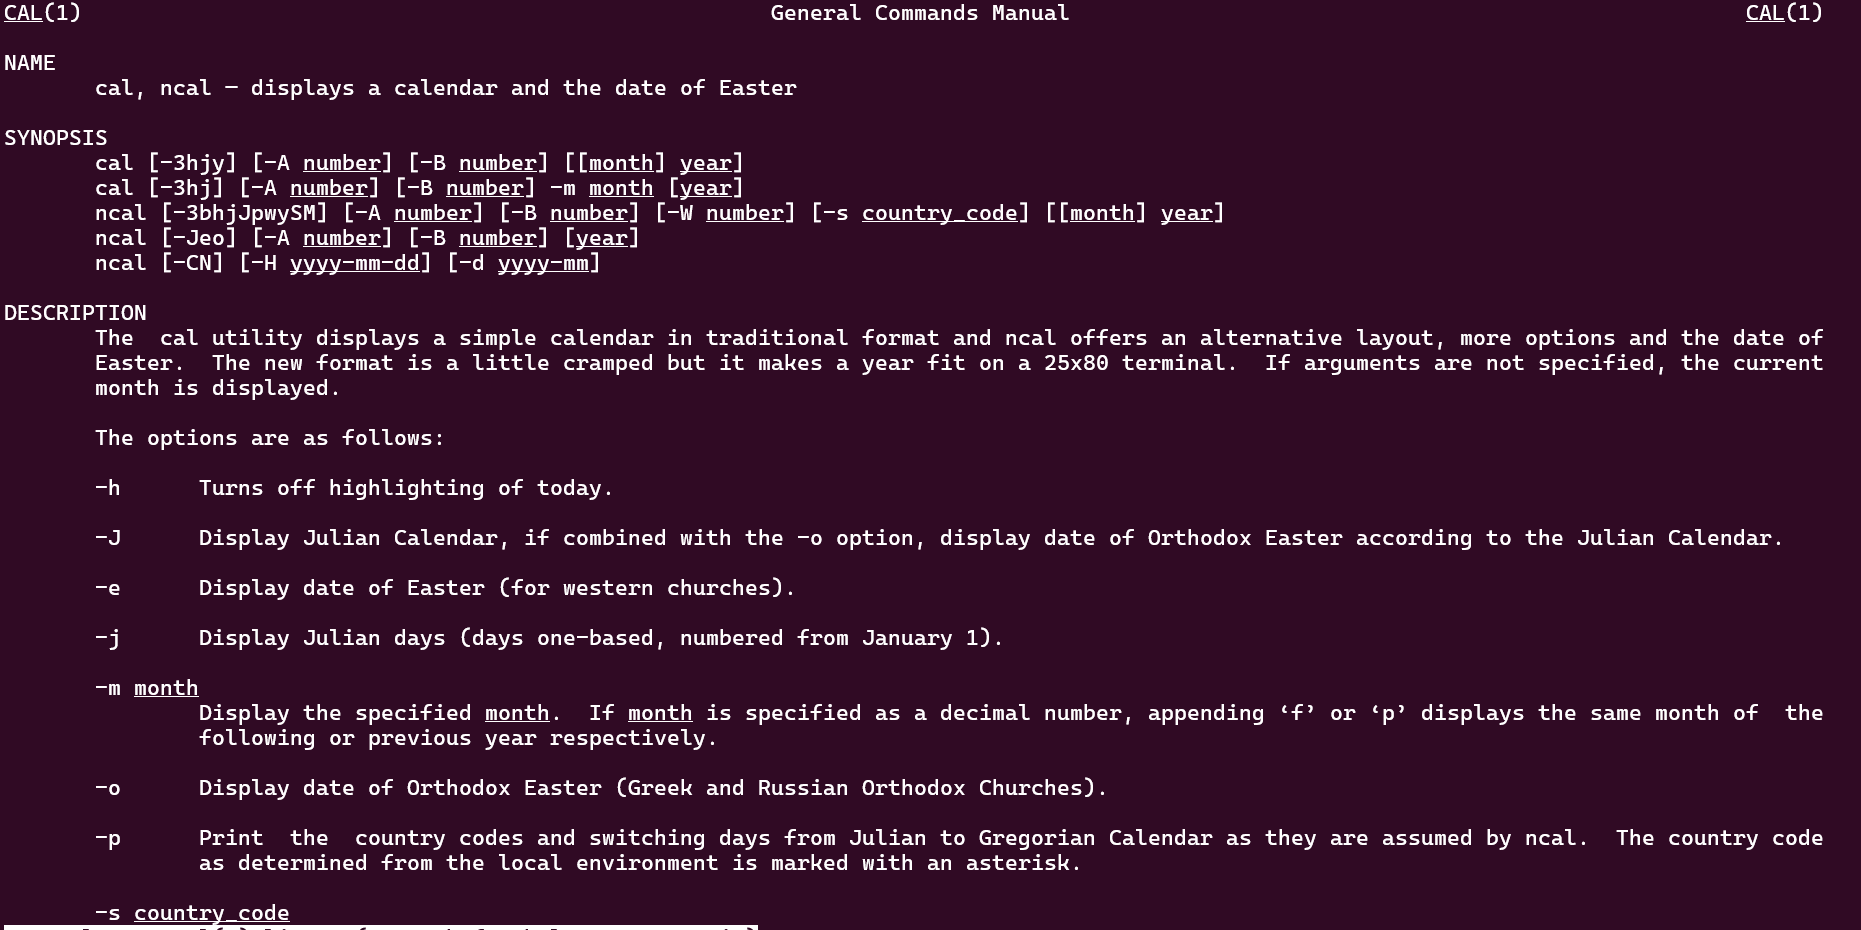 CAL(1)                                                     General Commands Manual                                                    CAL(1)
NAME
       cal, ncal — displays a calendar and the date of Easter
SYNOPSIS
       cal [-3hjy] [-A number] [-B number] [[month] year]
       cal [-3hj] [-A number] [-B number] -m month [year]
       ncal [-3bhjJpwySM] [-A number] [-B number] [-W number] [-s country_code] [[month] year]
       ncal [-Jeo] [-A number] [-B number] [year]
       ncal [-CN] [-H yyyy-mm-dd] [-d yyyy-mm]
DESCRIPTION
       The  cal utility displays a simple calendar in traditional format and ncal offers an alternative layout, more options and the date of
       Easter.  The new format is a little cramped but it makes a year fit on a 25x80 terminal.  If arguments are not specified, the current
       month is displayed.
       The options are as follows:
       -h      Turns off highlighting of today.
       -J      Display Julian Calendar, if combined with the -o option, display date of Orthodox Easter according to the Julian Calendar.
       -e      Display date of Easter (for western churches).
       -j      Display Julian days (days one-based, numbered from January 1).
       -m month
               Display the specified month.  If month is specified as a decimal number, appending ‘f’ or ‘p’ displays the same month of  the
               following or previous year respectively.
       -o      Display date of Orthodox Easter (Greek and Russian Orthodox Churches).
       -p      Print  the  country codes and switching days from Julian to Gregorian Calendar as they are assumed by ncal.  The country code
               as determined from the local environment is marked with an asterisk.
       -s country_code